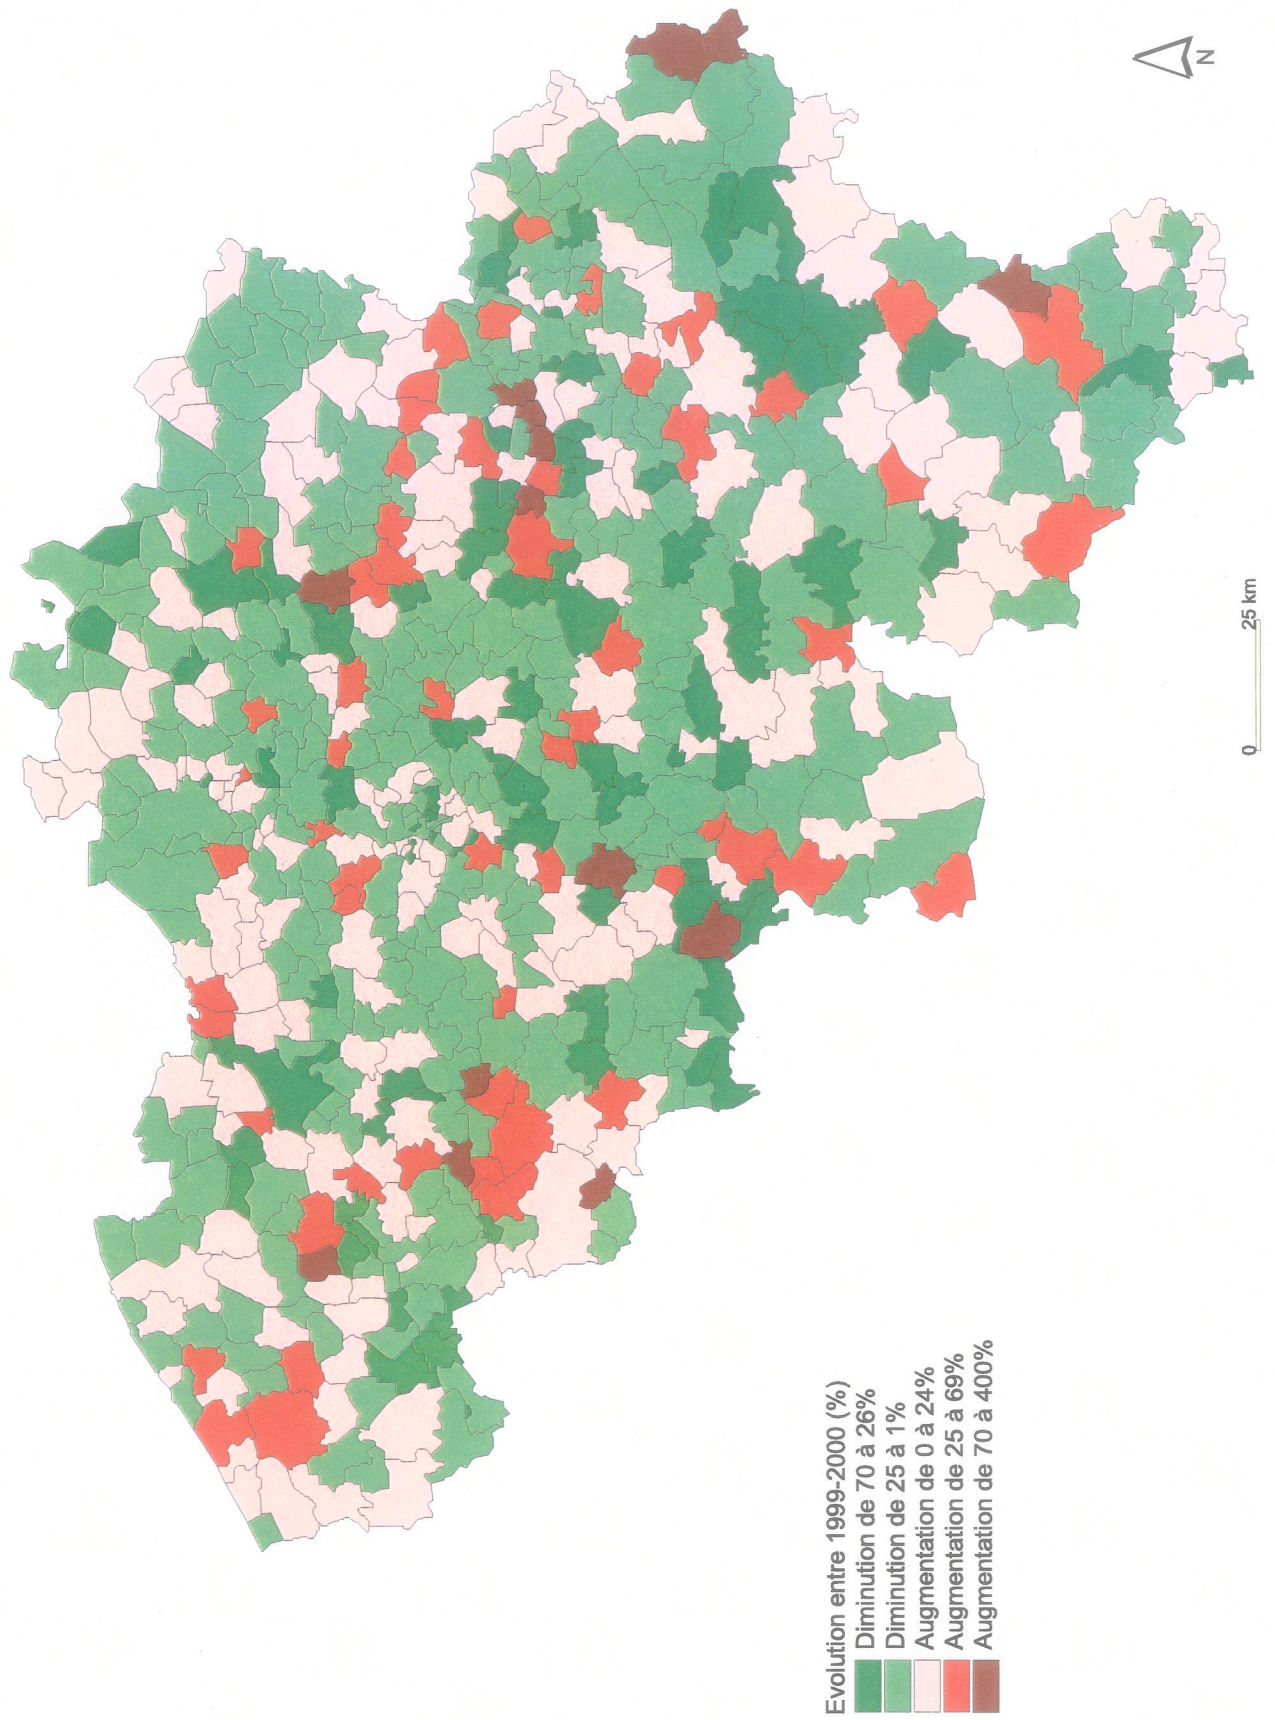 Evolution entre 1999-2000 (%)
Diminution de 70 à 26%
Diminution de 25 à 1%
Augmentation de 0 à 24%
Augmentation de 25 à 69%
Augmentation de 70 à 400%
0 25 km
N